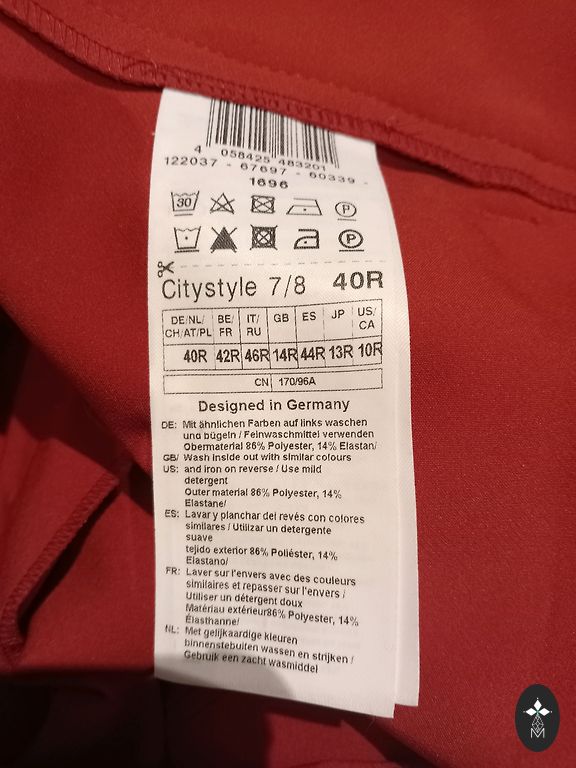 4 058425 483201
122037 - 67697 - 60339 -
1696
30 P
P
Citystyle 7/8 40R
DE/NL/ CH/AT/PL BE/ FR IT/ RU GB ES JP US/ CA
40R 42R 46R 14R 44R 13R 10R
CN 170/96A
Designed in Germany
DE: Mit ähnlichen Farben auf links waschen
und bügeln / Feinwaschmittel verwenden
Obermaterial 86% Polyester, 14% Elastan/
GB/ Wash inside out with similar colours
US: and iron on reverse / Use mild
detergent
Outer material 86% Polyester, 14%
Elastane/
ES: Lavar y planchar del revés con colores
similares / Utilizar un detergente
suave
tejido exterior 86% Poliéster, 14%
Elastano/
FR: Laver sur l'envers avec des couleurs
similaires et repasser sur l'envers /
Utiliser un détergent doux
Matériau extérieur86% Polyester, 14%
Élasthanne/
NL: Met gelijkaardige kleuren
binnenstebuiten wassen en strijken /
Gebruik een zacht wasmiddel
M